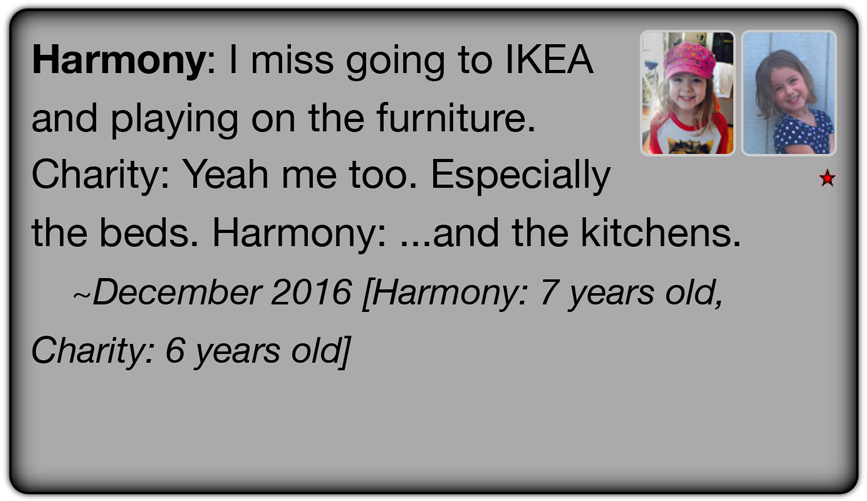 Harmony: I miss going to IKEA
and playing on the furniture.
Charity: Yeah me too. Especially
the beds. Harmony: ...and the kitchens.
~December 2016 [Harmony: 7 years old,
Charity: 6 years old]